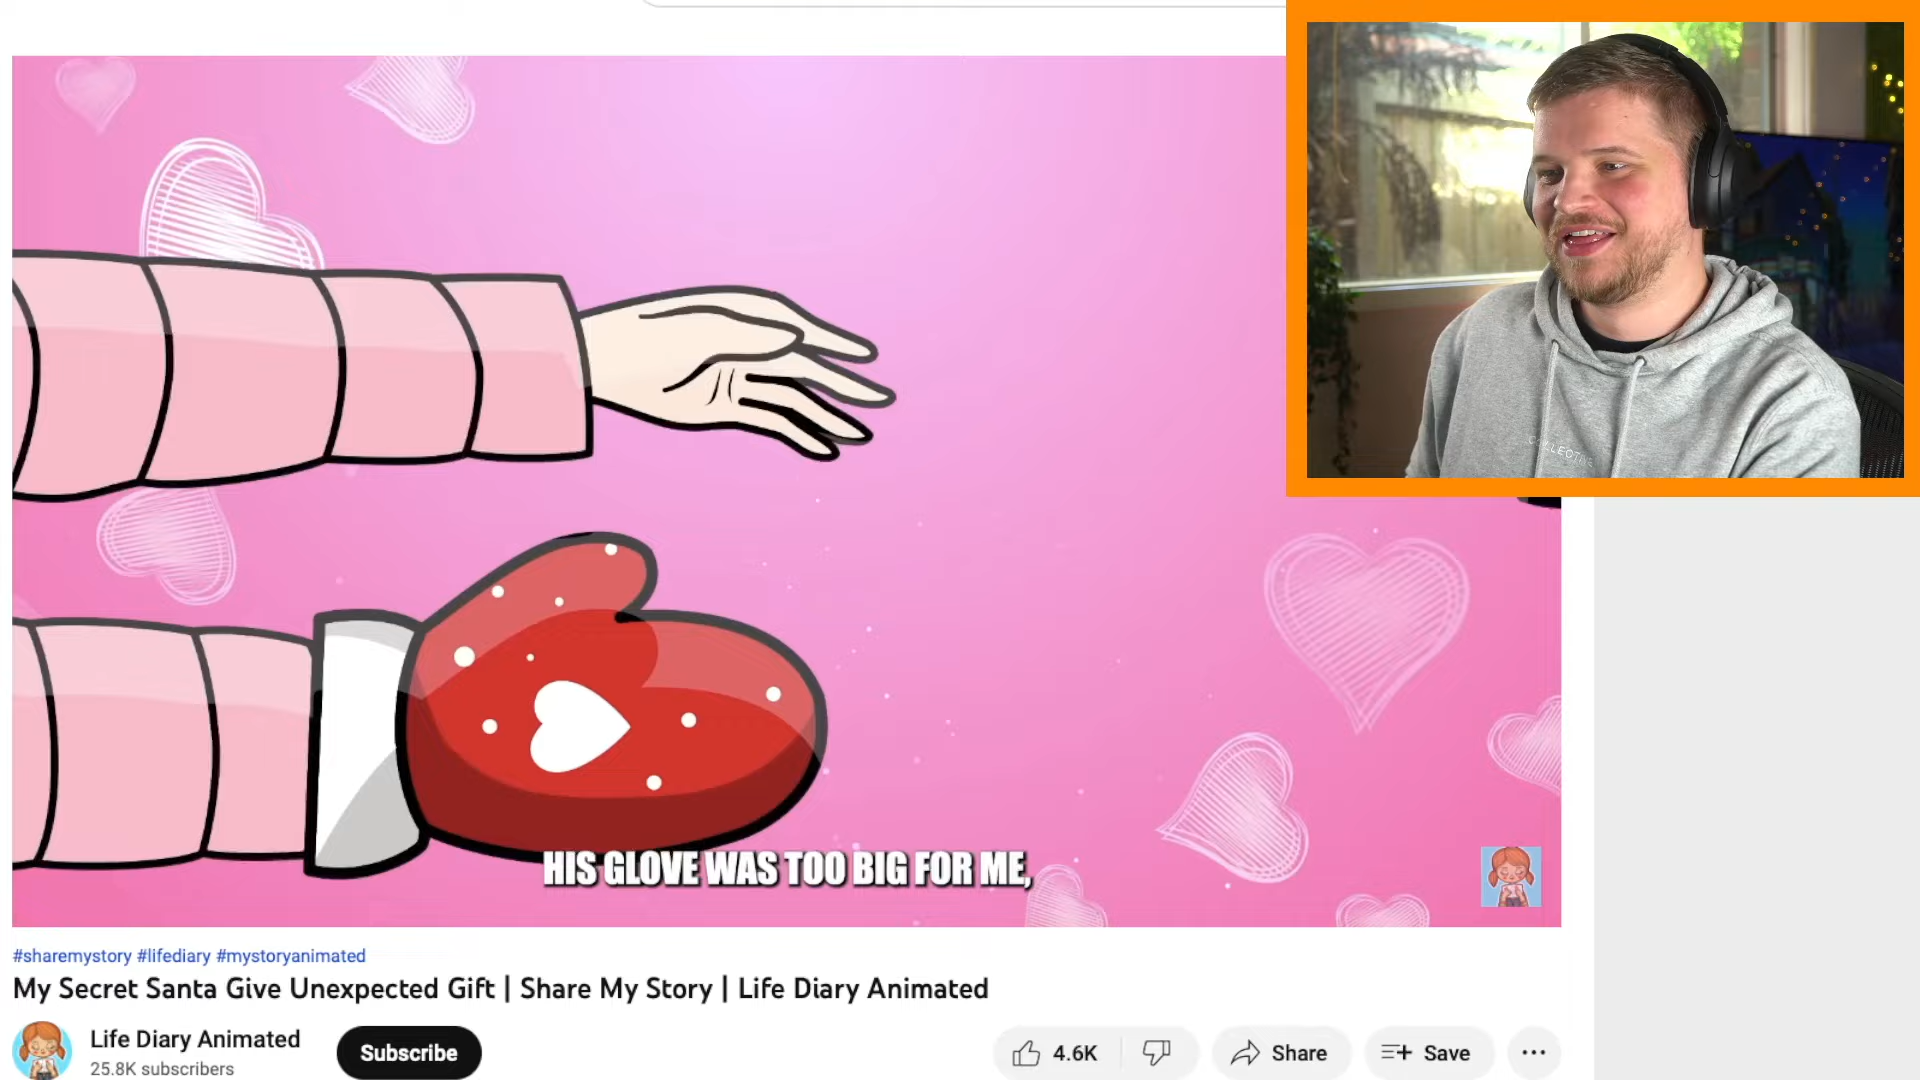 COLLECTIVE
HIS GLOVE WAS TOO BIG FOR ME,
#sharemystory #lifediary #mystoryanimated
My Secret Santa Give Unexpected Gift | Share My Story | Life Diary Animated
Life Diary Animated
25.8K subscribers
Subscribe
4.6K
Share
Save